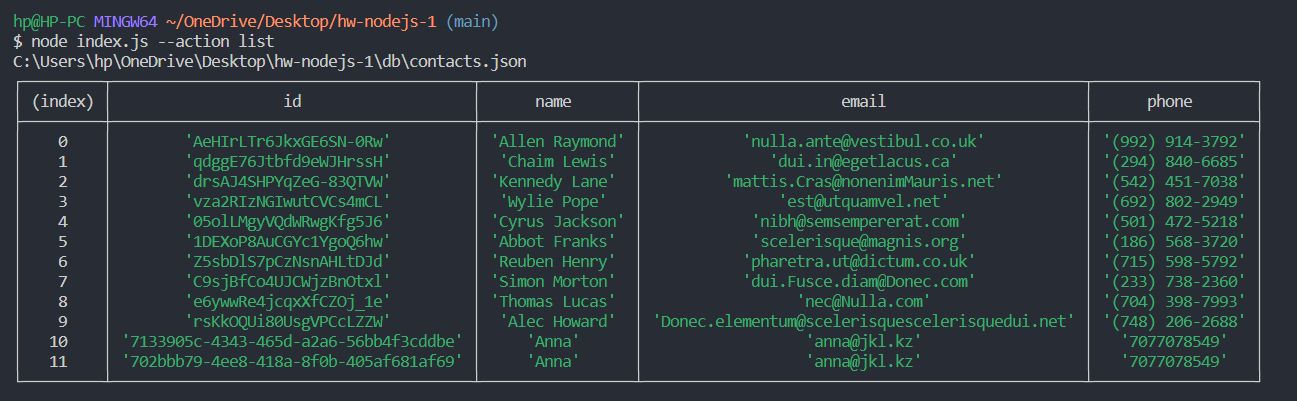 hp@HP-PC MINGW64 ~/OneDrive/Desktop/hw-nodejs-1 (main)
$ node index.js --action list
C:\Users\hp\OneDrive\Desktop\hw-nodejs-1\db\contacts.json
(index) id name email phone
0 'AeHIrLTr6JkxGE6SN-0Rw' 'Allen Raymond' 'nulla.ante@vestibul.co.uk' '(992) 914-3792'
1 'qdggE76Jtbfd9eWJHrssH' 'Chaim Lewis' 'dui.in@egetlacus.ca' '(294) 840-6685'
2 'drsAJ4SHPYqZeG-83QTVW' 'Kennedy Lane' 'mattis.Cras@nonenimMauris.net' '(542) 451-7038'
3 'vza2RIzNGIwutCVCs4mCL' 'Wylie Pope' 'est@utquamvel.net' '(692) 802-2949'
4 '05olLMgyVQdWRwgKfg5J6' 'Cyrus Jackson' 'nibh@semsempererat.com' '(501) 472-5218'
5 '1DEXoP8AuCGYc1YgoQ6hw' 'Abbot Franks' 'scelerisque@magnis.org' '(186) 568-3720'
6 'Z5sbDlS7pCzNsnAHLtDJd' 'Reuben Henry' 'pharetra.ut@dictum.co.uk' '(715) 598-5792'
7 'C9sjBfCo4UJCWjzBnOtxl' 'Simon Morton' 'dui.Fusce.diam@Donec.com' '(233) 738-2360'
8 'e6ywwRe4jcqxXfCZOj_1e' 'Thomas Lucas' 'nec@Nulla.com' '(704) 398-7993'
9 'rsKkOQUi80UsgVPCcLZZW' 'Alec Howard' 'Donec.elementum@scelerisquescelerisquedui.net' '(748) 206-2688'
10 '7133905c-4343-465d-a2a6-56bb4f3cddbe' 'Anna' 'anna@jkl.kz' '7077078549'
11 '702bbb79-4ee8-418a-8f0b-405af681af69' 'Anna' 'anna@jkl.kz' '7077078549'